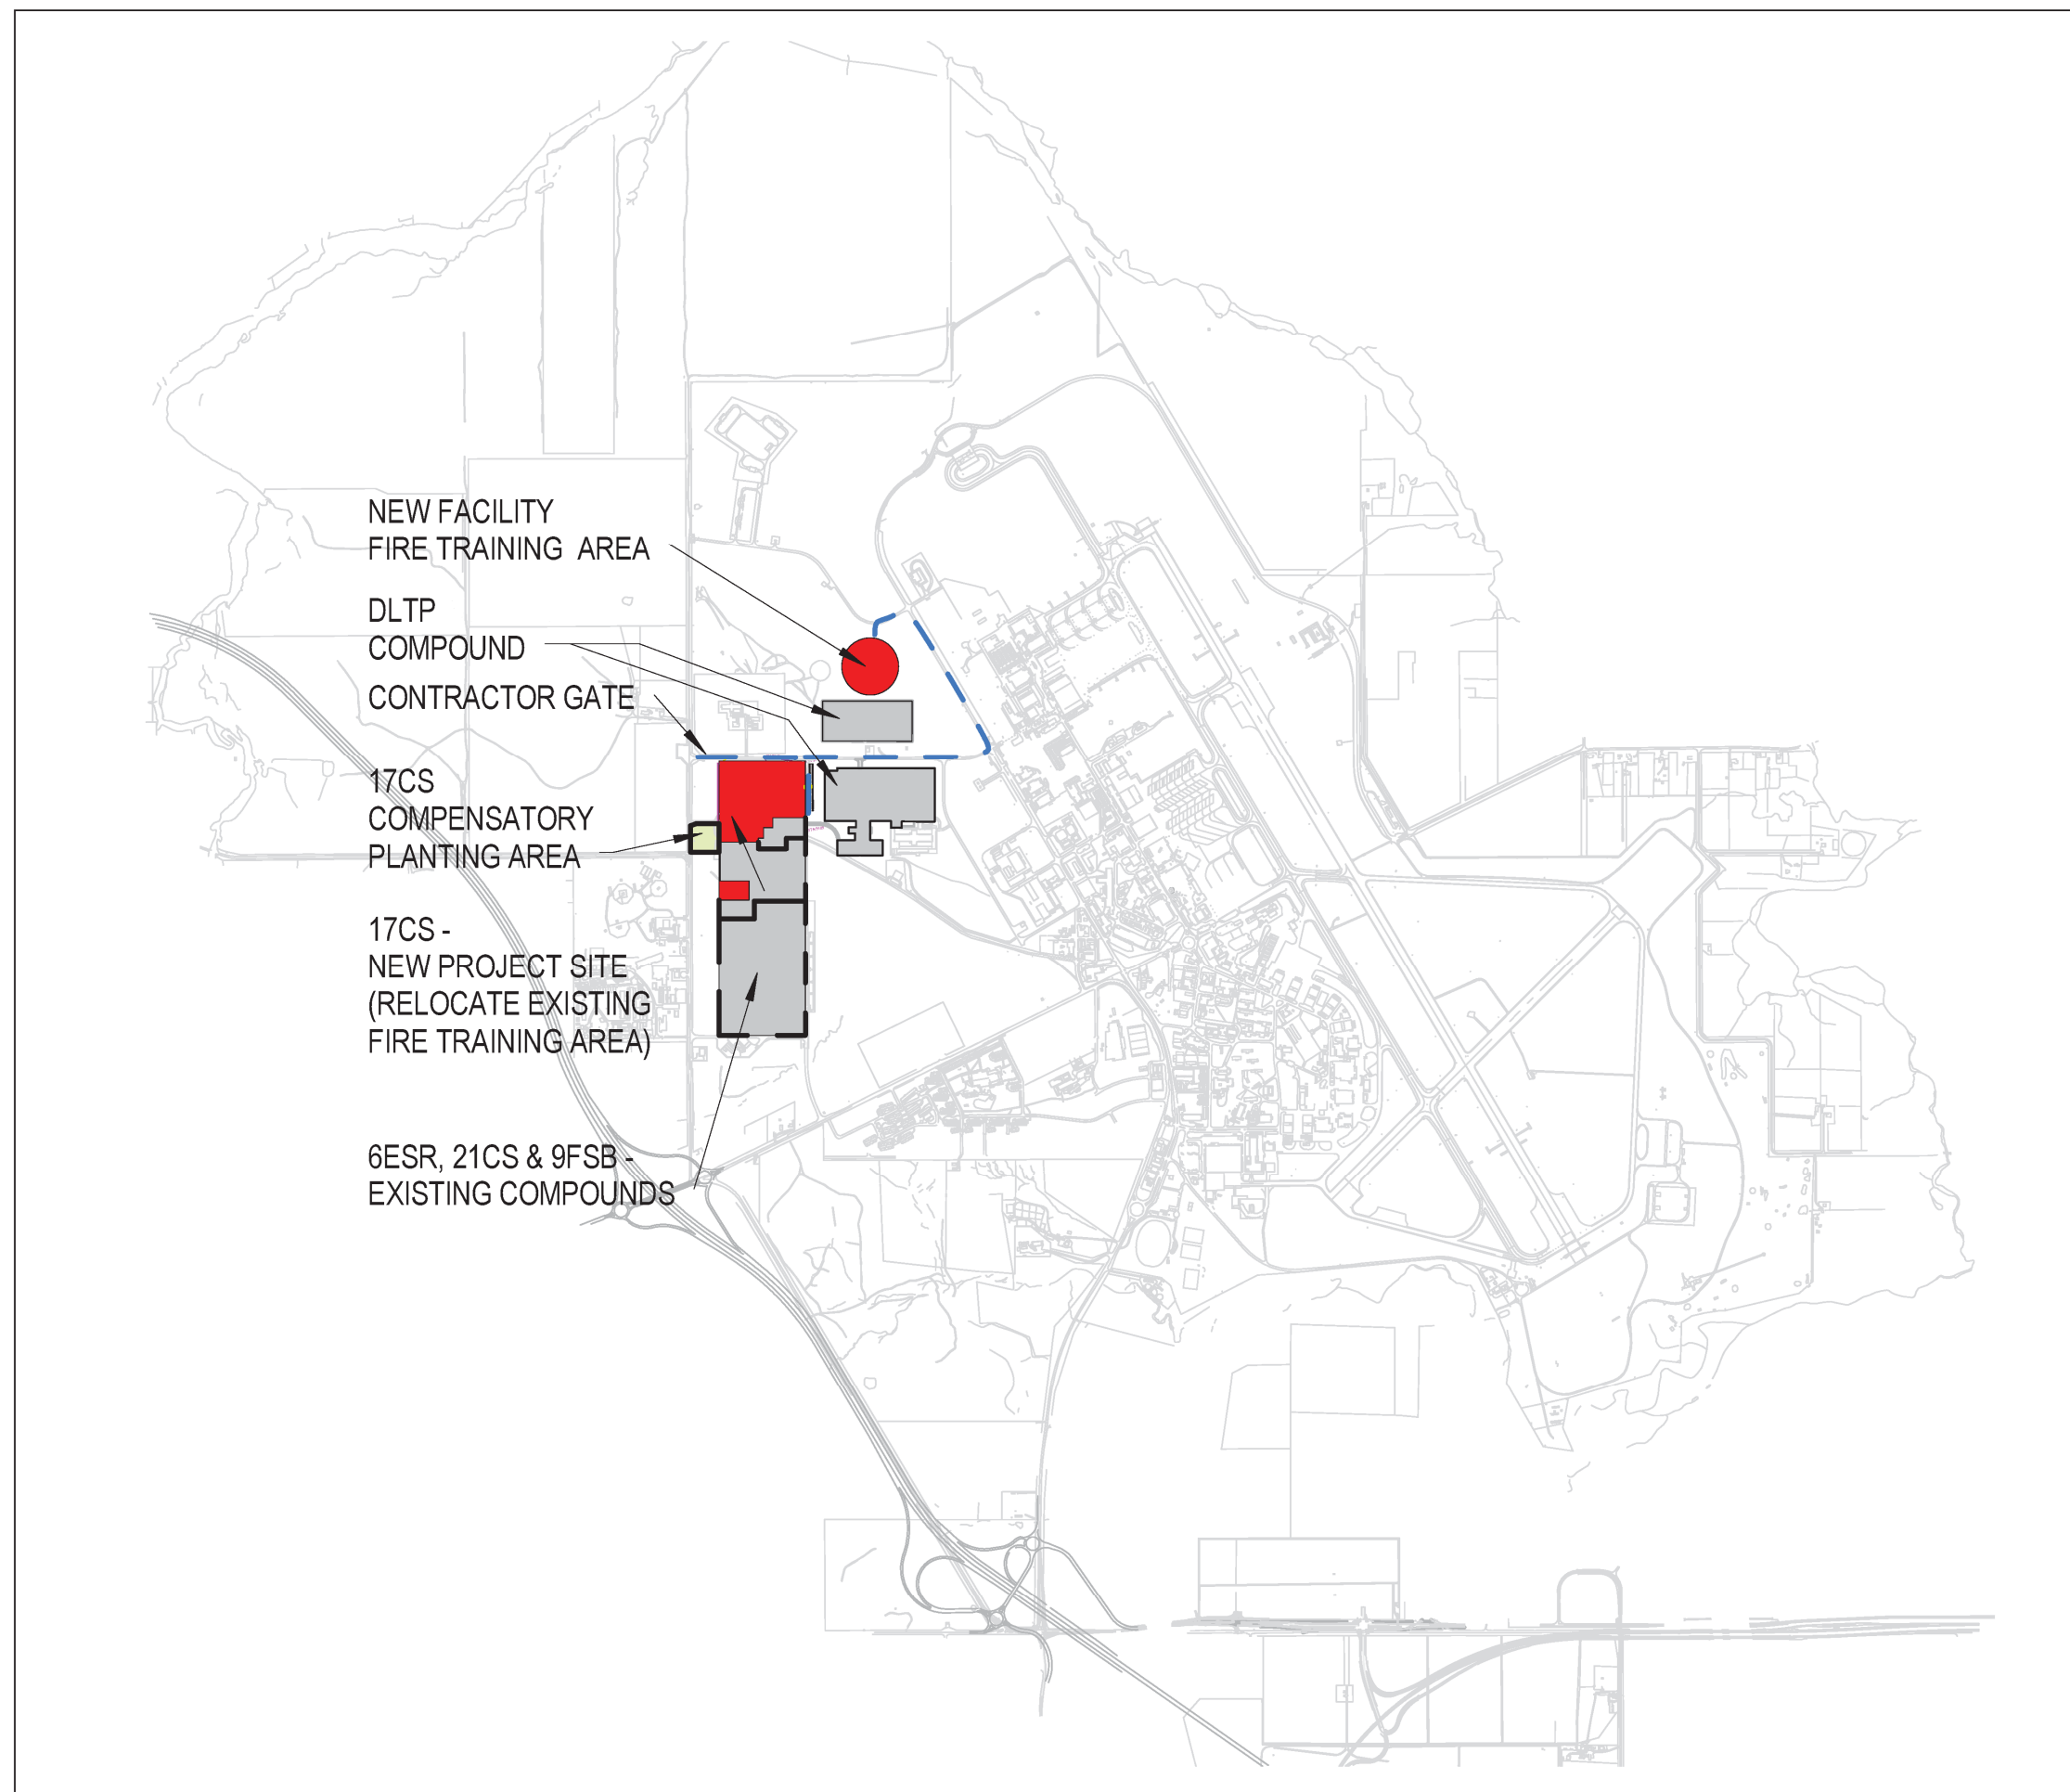 NEW FACILITY
FIRE TRAINING AREA
DLTP
COMPOUND
CONTRACTOR GATE
17CS
COMPENSATORY
PLANTING AREA
17CS -
NEW PROJECT SITE
(RELOCATE EXISTING
FIRE TRAINING AREA)
6ESR, 21CS & 9FSB -
EXISTING COMPOUNDS